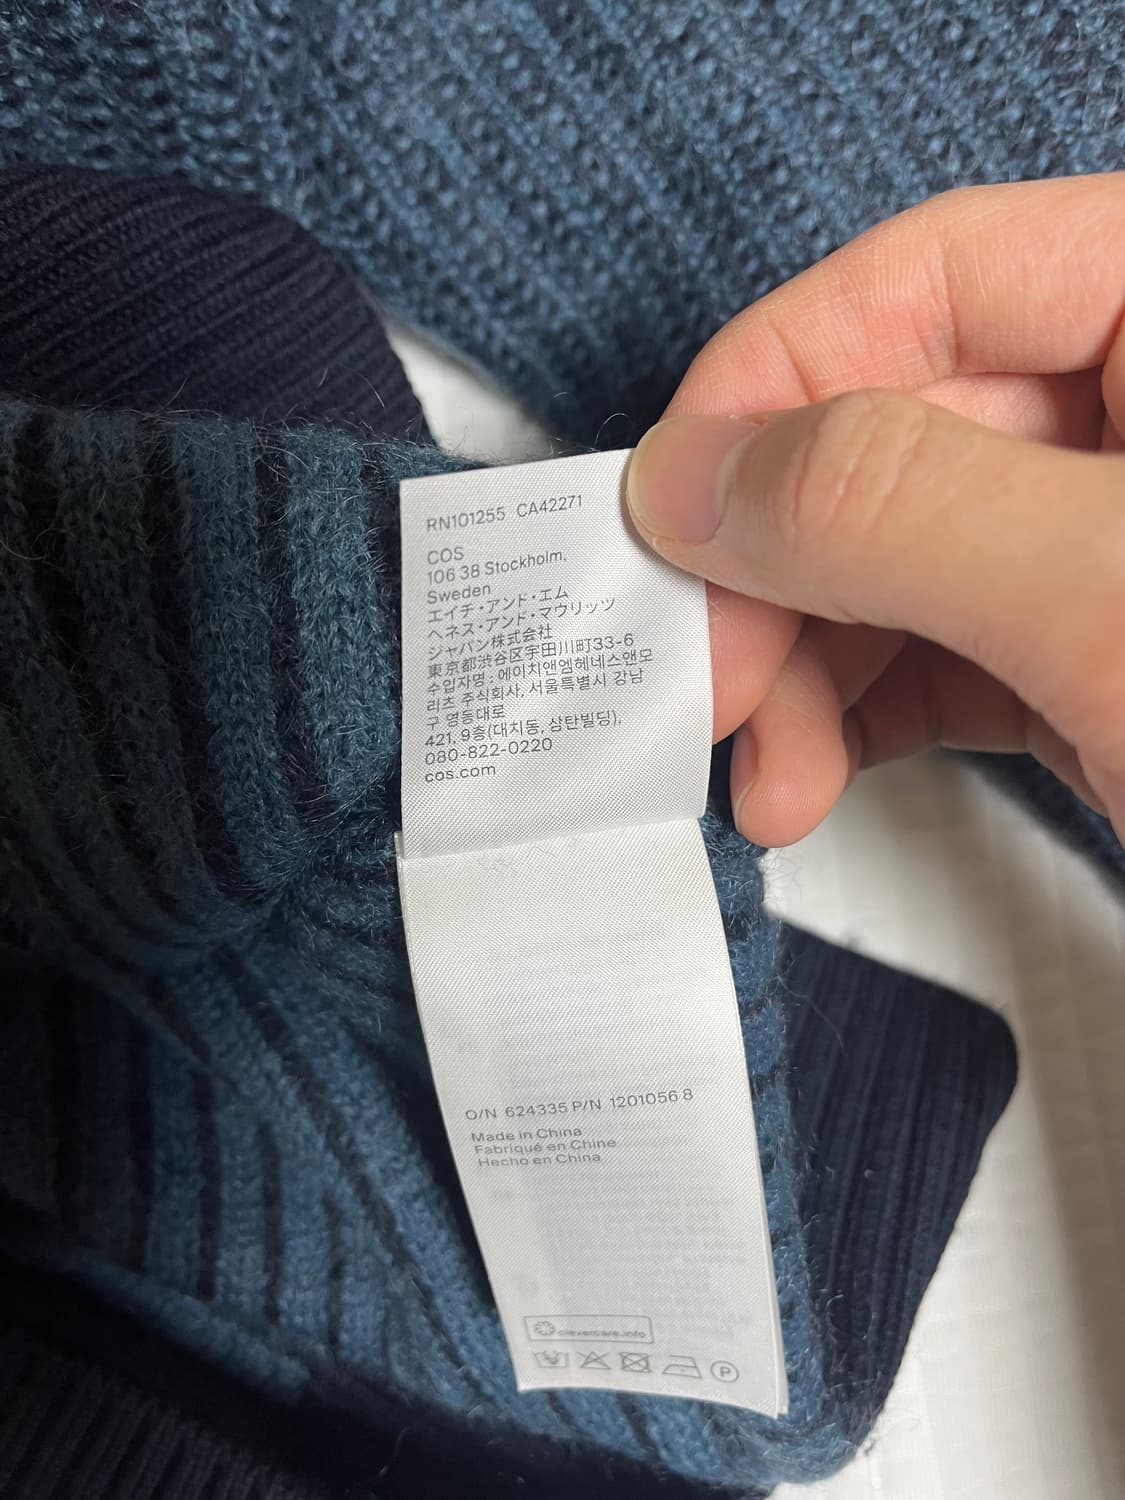 RN101255 CA42271
COS
106 38 Stockholm,
Sweden
エイチ・アンド・エム
ヘネス・アンド・マウリッツ
ジャパン株式会社
東京都渋谷区宇田川町33-6
수입자명 : 에이치앤엠헤네스앤모
리츠 주식회사, 서울특별시 강남
구 영동대로
421, 9층(대치동, 삼탄빌딩),
080-822-0220
cos.com
O/N 624335 P/N 1201056 8
Made in China
Fabriqué en Chine
Hecho en China
clevercare.info
P